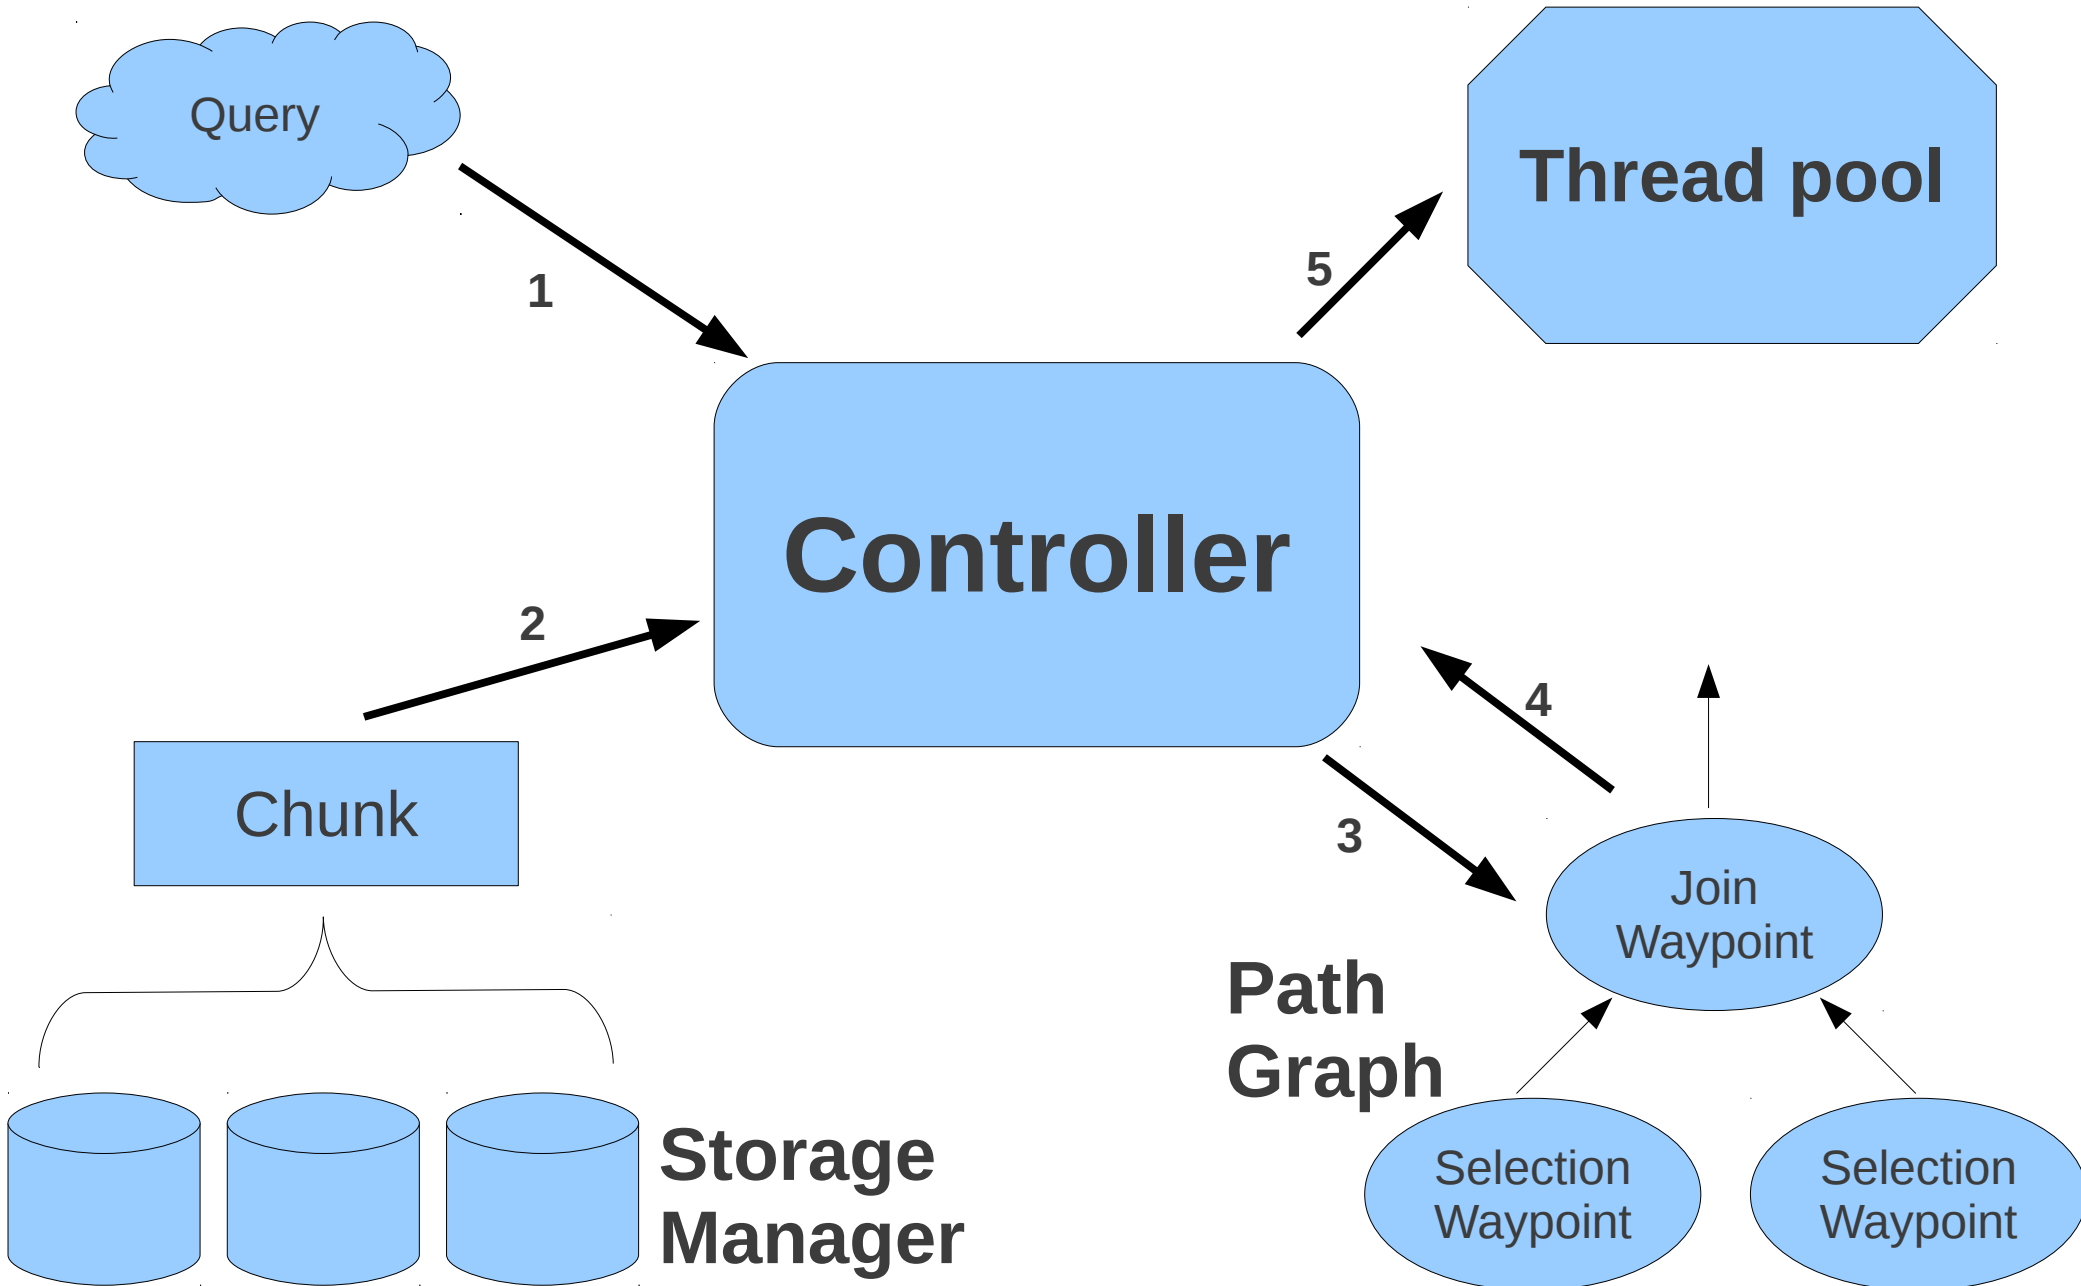 Query
Thread pool
1
5
Controller
2
4
3
Chunk
Join
Waypoint
Path
Graph
Storage
Manager
Selection
Waypoint
Selection
Waypoint